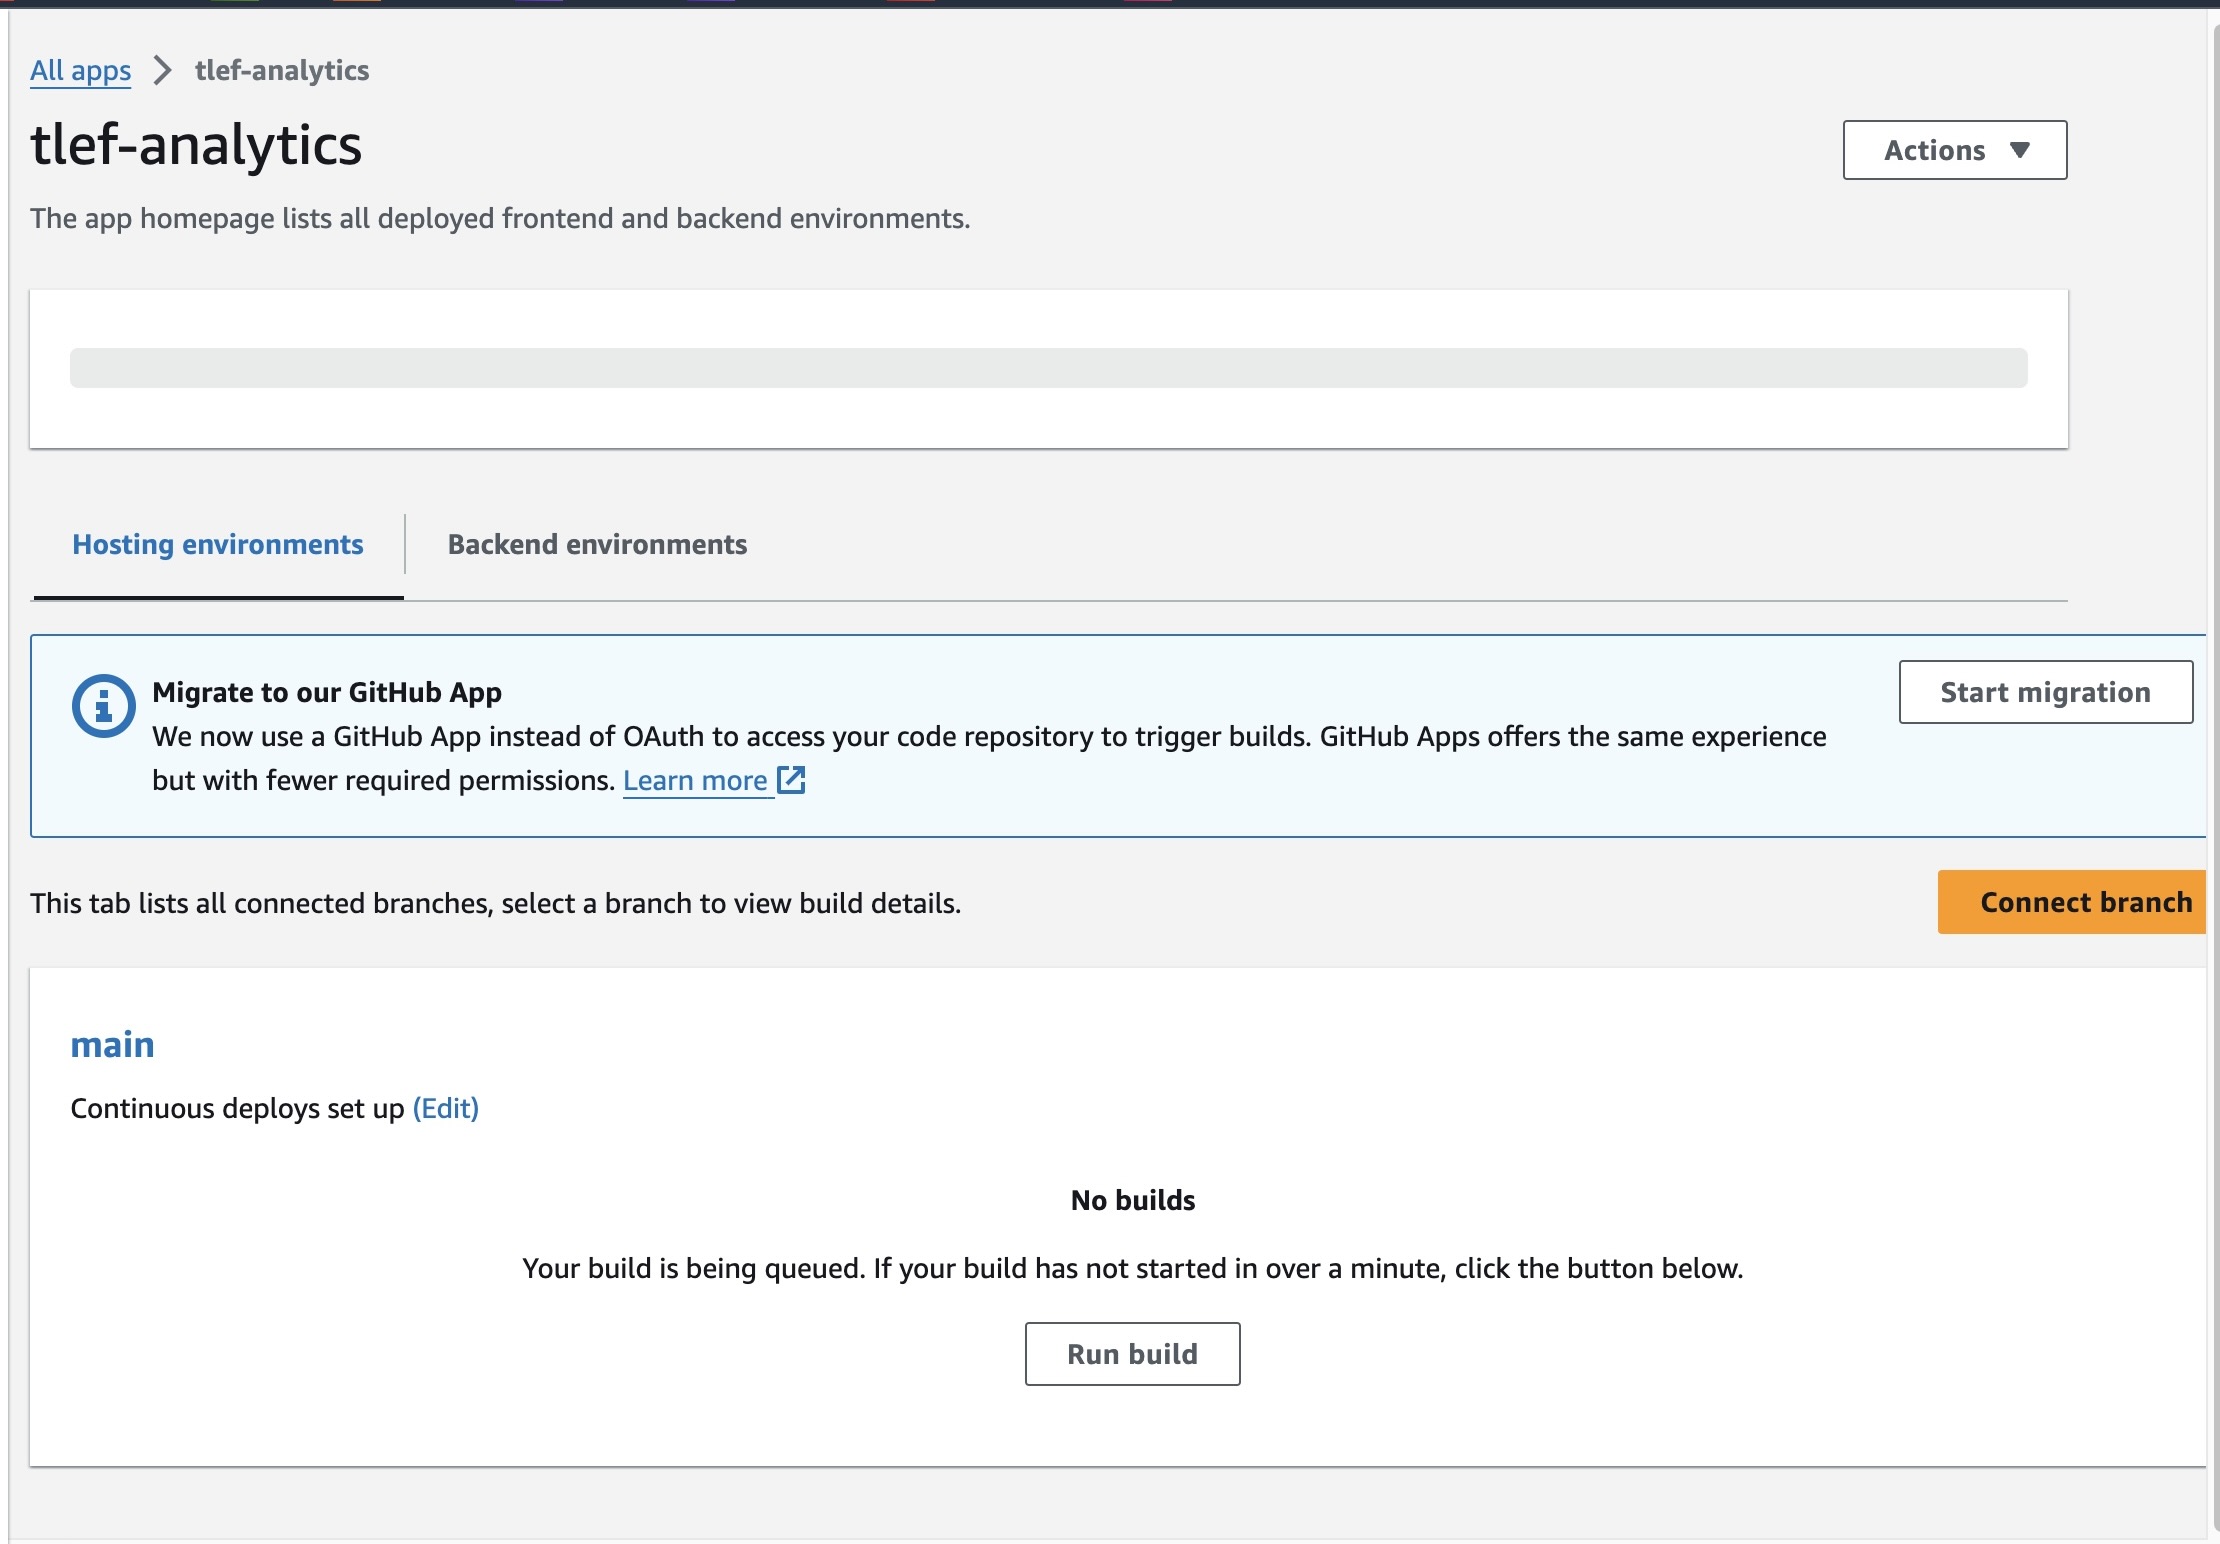 All apps > tlef-analytics
tlef-analytics
Actions
The app homepage lists all deployed frontend and backend environments.
Hosting environments
Backend environments
Migrate to our GitHub App
Start migration
We now use a GitHub App instead of OAuth to access your code repository to trigger builds. GitHub Apps offers the same experience
but with fewer required permissions. Learn more
This tab lists all connected branches, select a branch to view build details.
Connect branch
main
Continuous deploys set up (Edit)
No builds
Your build is being queued. If your build has not started in over a minute, click the button below.
Run build